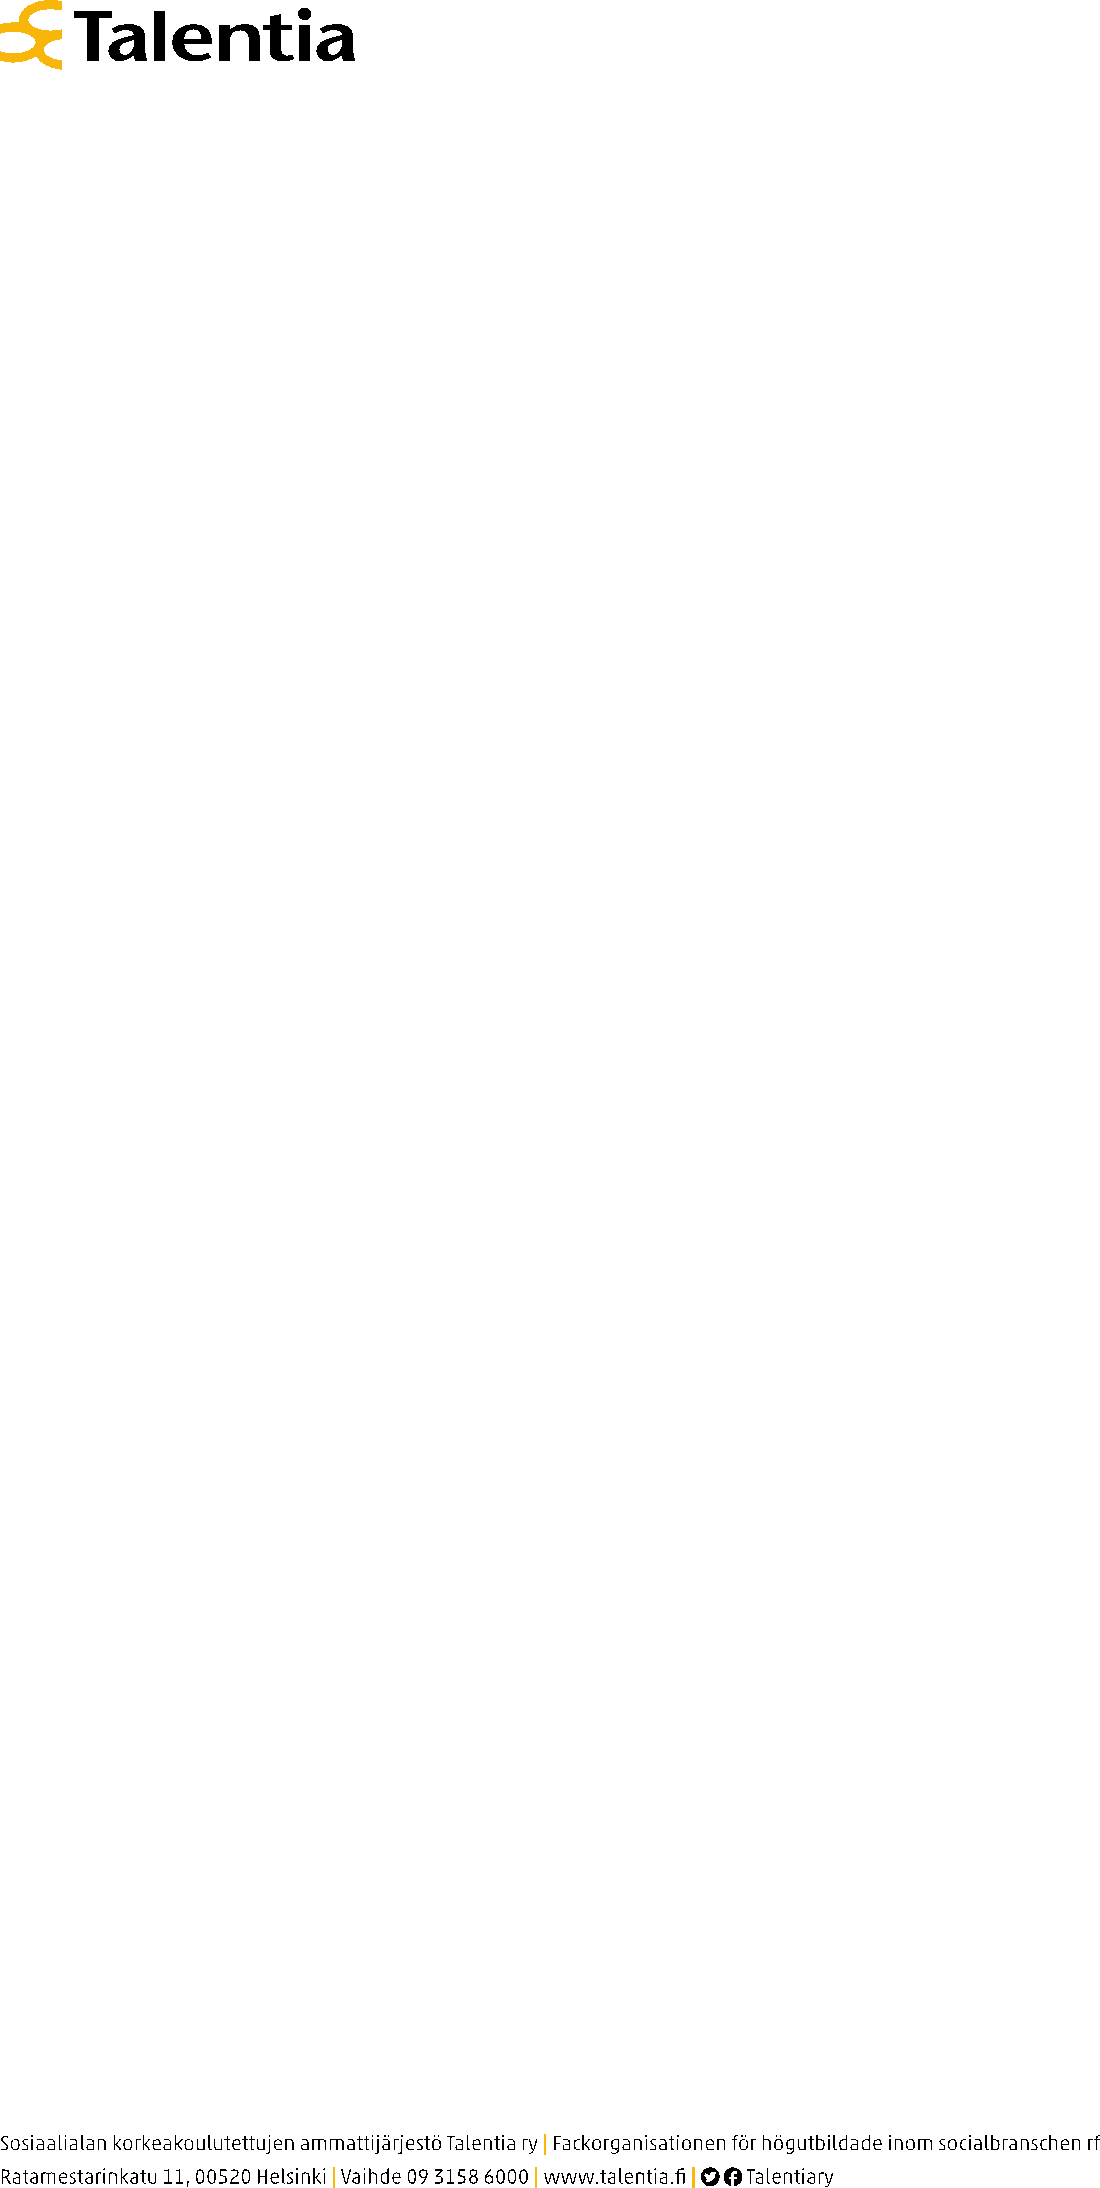 Talentia
Sosiaalialan korkeakoulutettujen ammattijärjestö Talentia ry | Fackorganisationen för högutbildade inom socialbranschen rf
Ratamestarinkatu 11, 00520 Helsinki | Vaihde 09 3158 6000 | www.talentia.fi | Talentiary